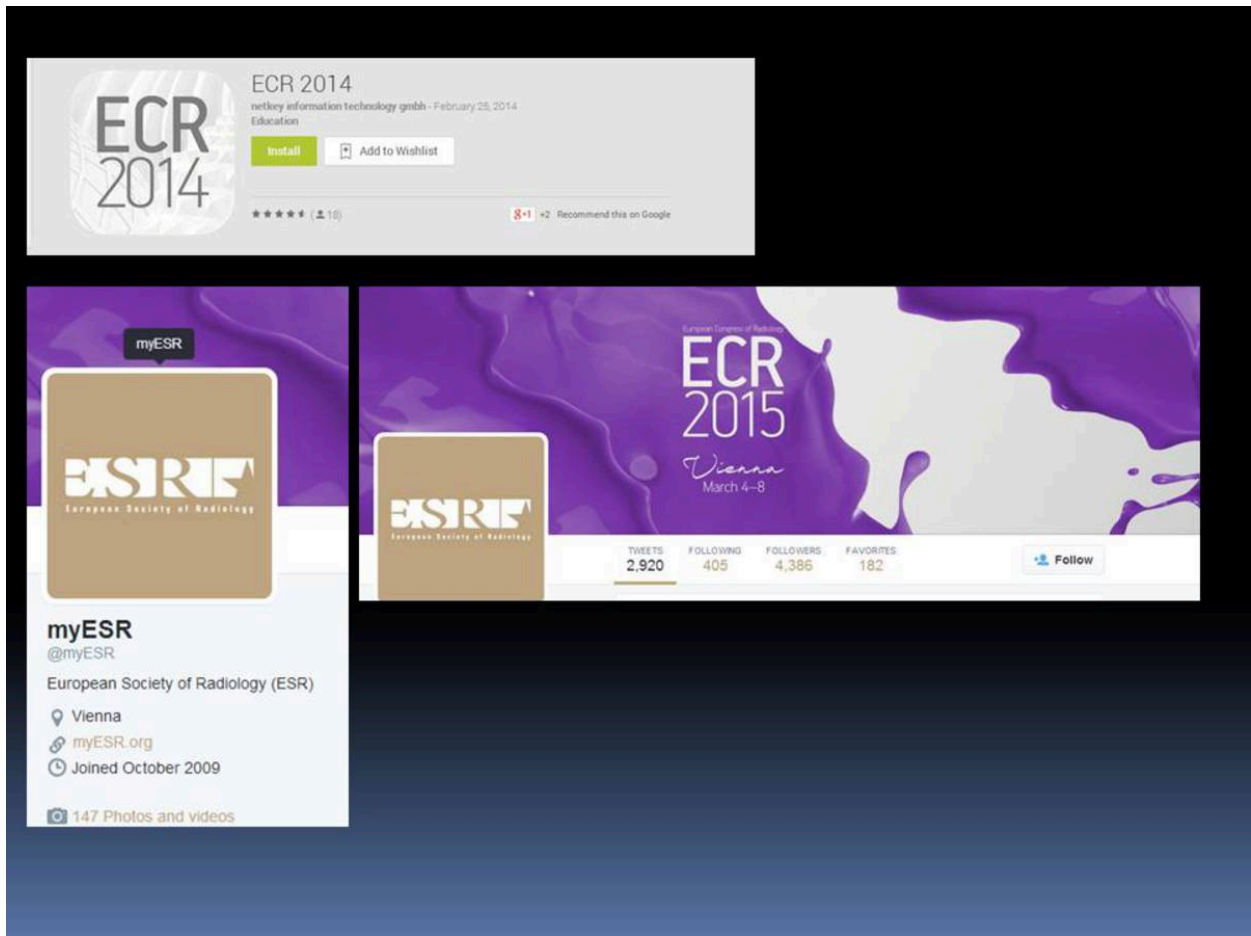 ECR
2014
ECR 2014
netkey information technology gmbh - February 25, 2014
Education
Install
Add to Wishlist
(18)
g+1 +2 Recommend this on Google
myESR
ESR
European Society of Radiology
myESR
@myESR
European Society of Radiology (ESR)
Vienna
myESR.org
Joined October 2009
147 Photos and videos
European Congress of Radiology
ECR
2015
Vienna
March 4–8
ESR
European Society of Radiology
TWEETS FOLLOWING FOLLOWERS FAVORITES
2,920 405 4,386 182
Follow